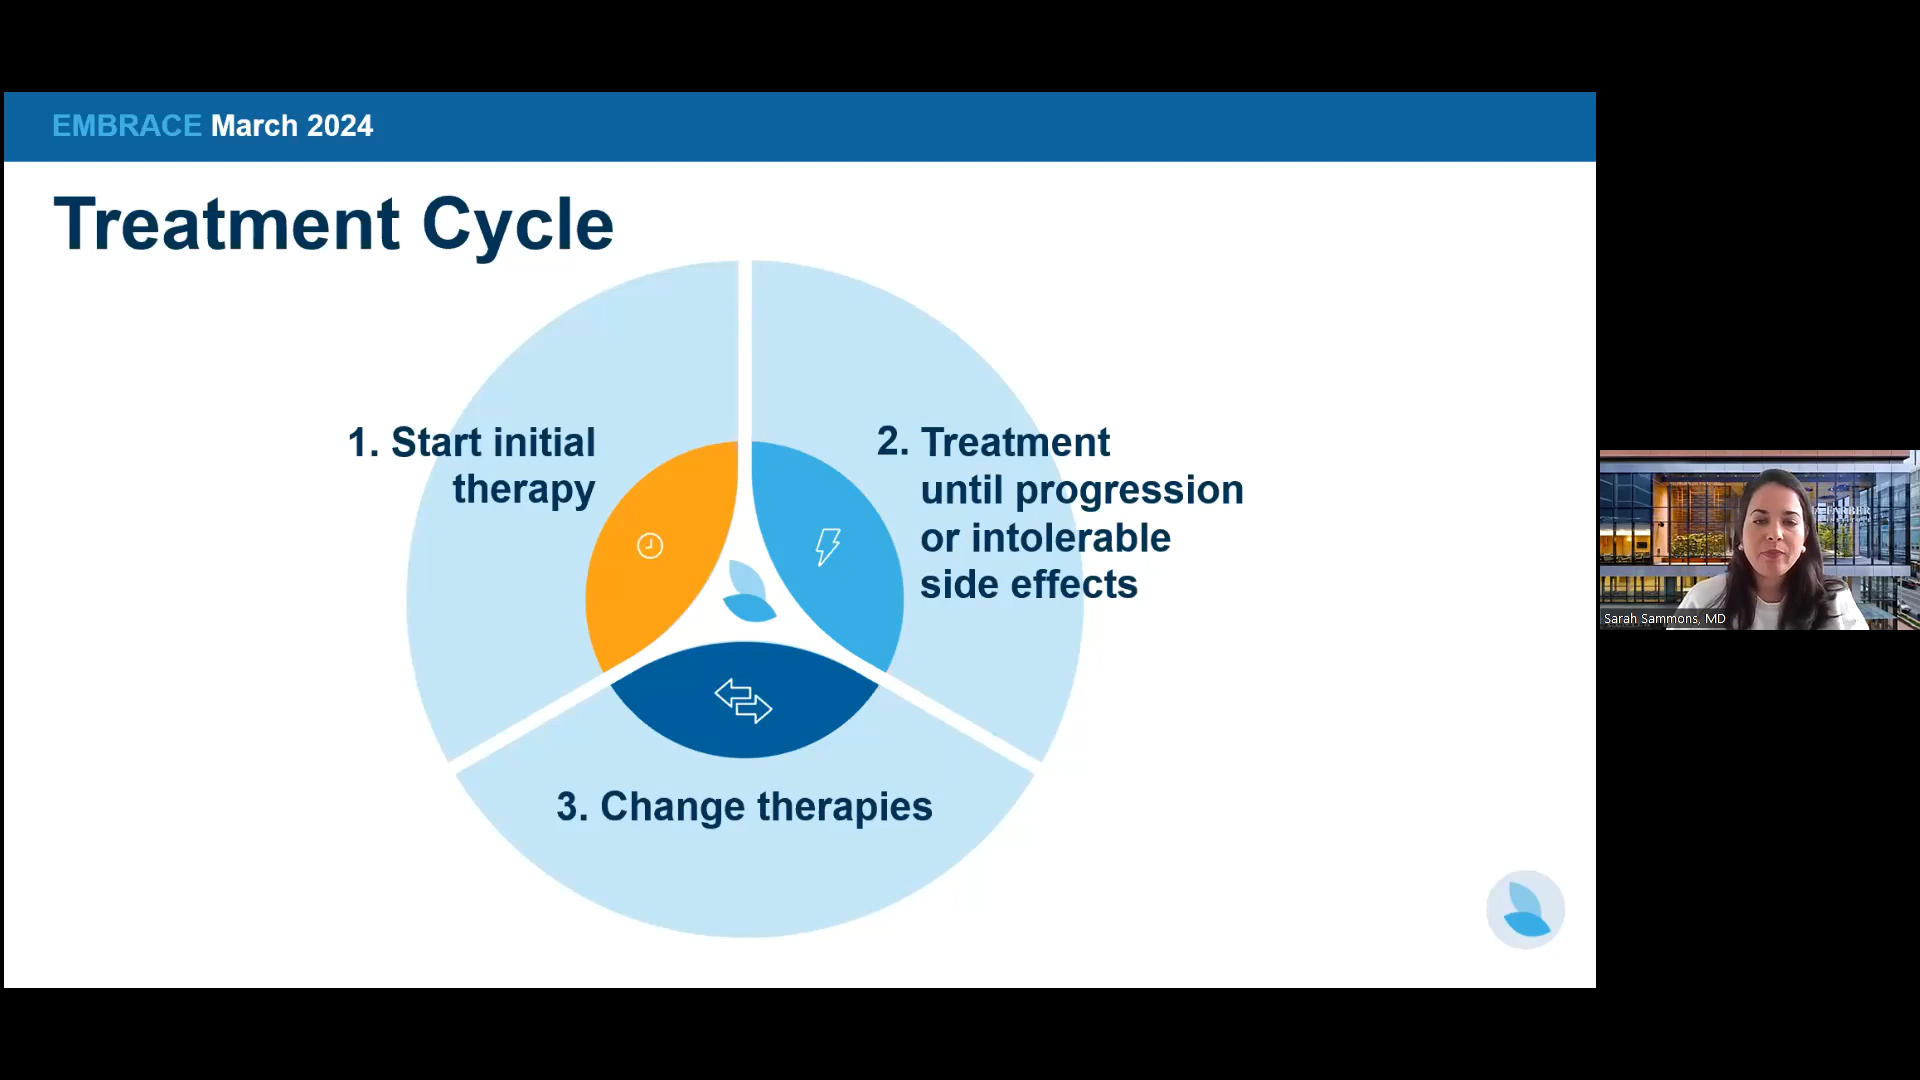 EMBRACE March 2024
Treatment Cycle
1. Start initial
therapy
2. Treatment
until progression
or intolerable
side effects
3. Change therapies
Sarah Sammons, MD